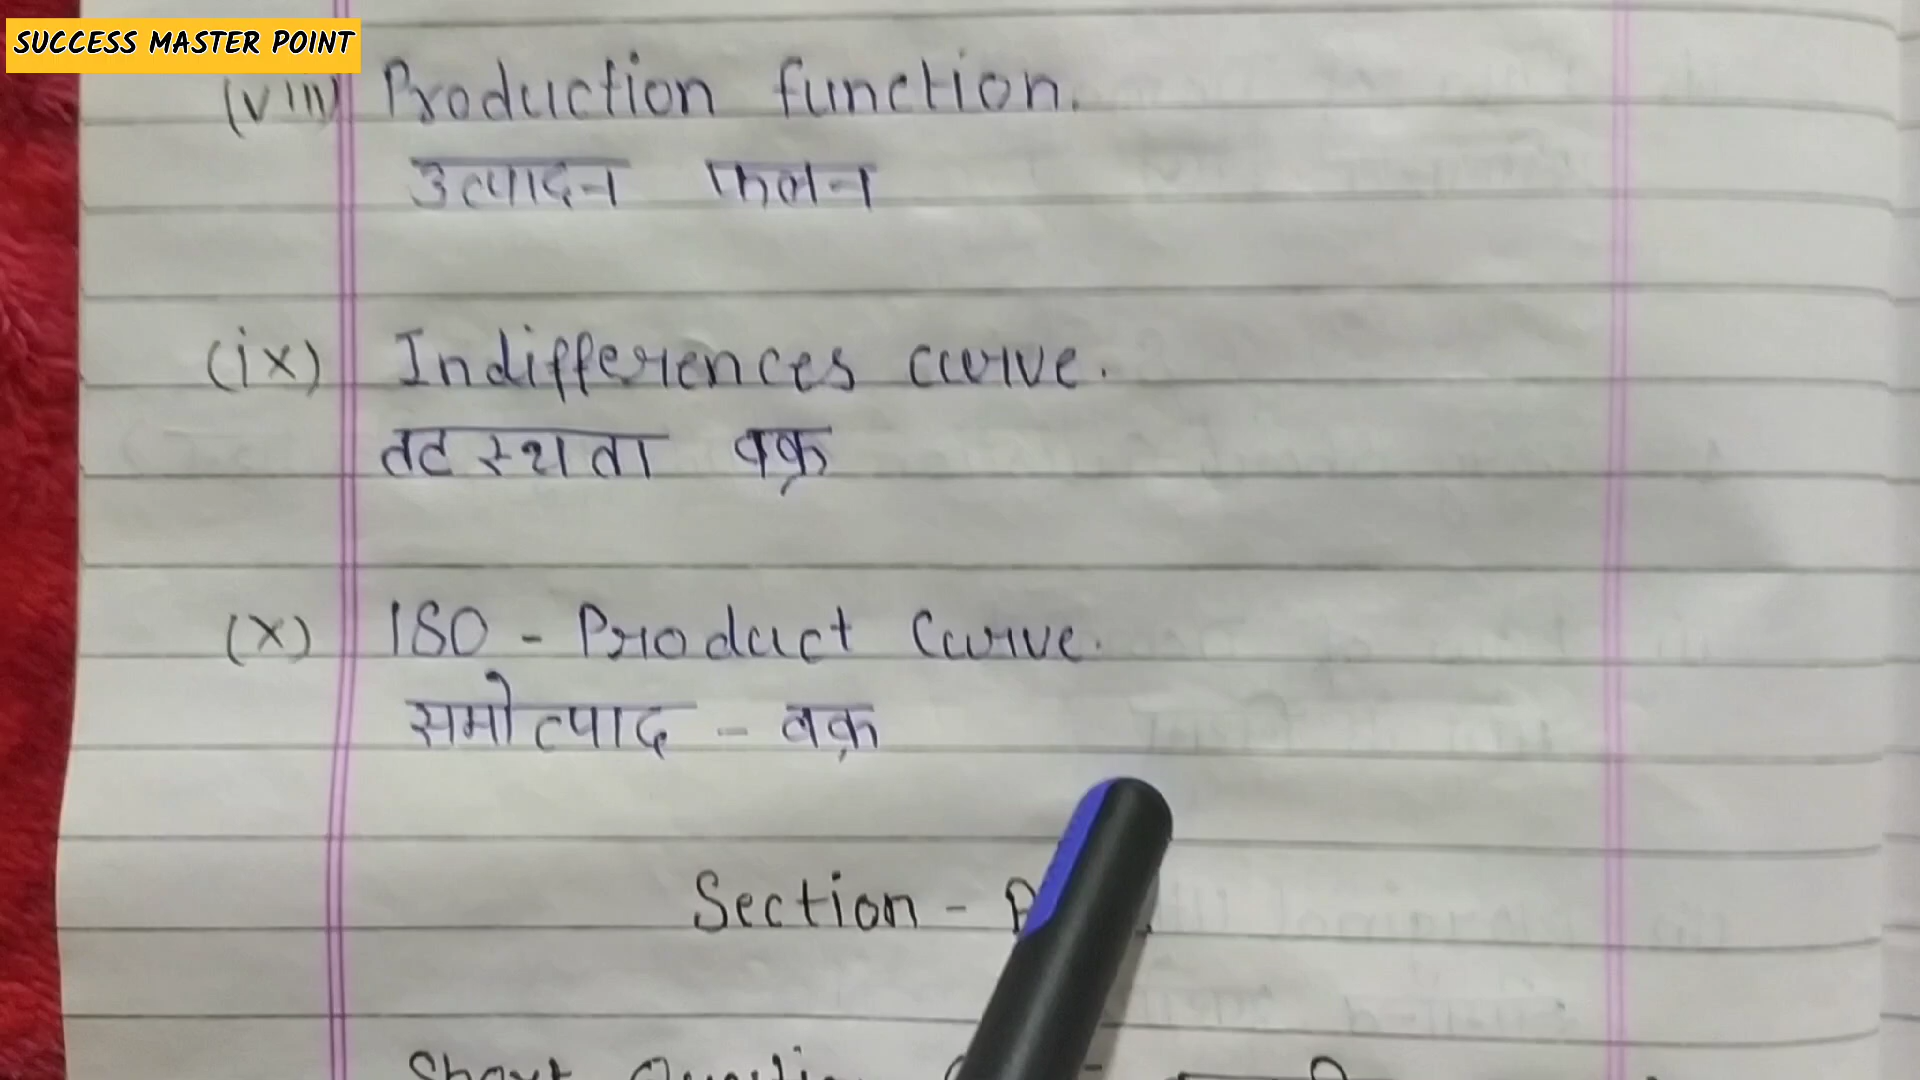 SUCCESS MASTER POINT
(viii) Production function.
उत्पादन फलन
(ix) Indifferences curve.
तटस्थता वक्र
(x) ISO - Product Curve.
समोत्पाद - वक्र
Section -
Short